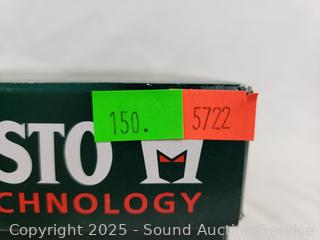 150. 5722
STO
CHNOLOGY
Copyright 2025 - Sound Auction Service